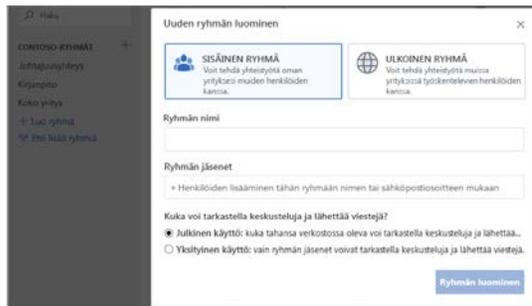 Haku
Uuden ryhmän luominen
CONTOSO-RYHMÄT
Johtajuusyhteys
Kirjanpito
Koko yritys
+ Luo ryhmä
Etsi lisää ryhmiä
SISÄINEN RYHMÄ
Voit tehdä yhteistyötä oman
yrityksesi muiden henkilöiden
kanssa.
ULKOINEN RYHMÄ
Voit tehdä yhteistyötä muissa
yrityksissä työskentelevien henkilöiden
kanssa.
Ryhmän nimi
Ryhmän jäsenet
+ Henkilöiden lisääminen tähän ryhmään nimen tai sähköpostiosoitteen mukaan
Kuka voi tarkastella keskusteluja ja lähettää viestejä?
Julkinen käyttö: kuka tahansa verkostossa oleva voi tarkastella keskusteluja ja lähettää...
Yksityinen käyttö: vain ryhmän jäsenet voivat tarkastella keskusteluja ja lähettää viestejä.
Ryhmän luominen